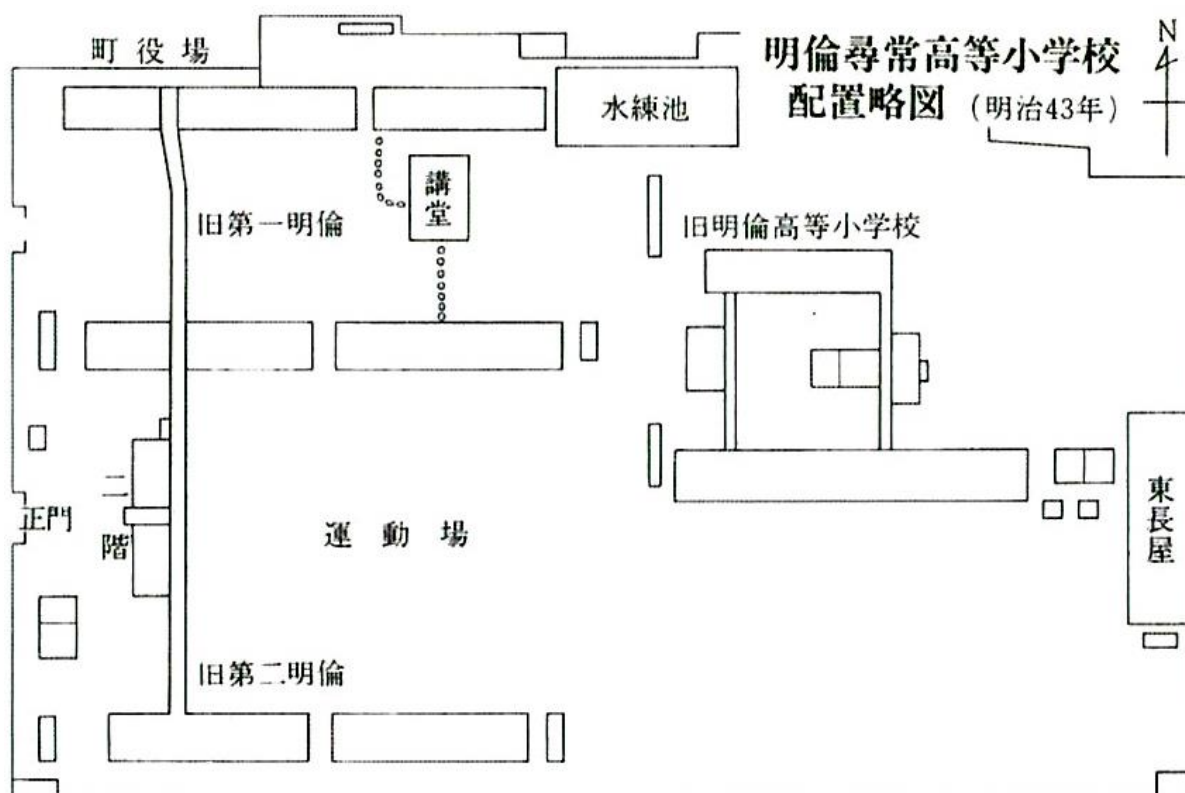 明倫尋常高等小学校
配置略図（明治43年）
N
町役場
水練池
講堂
旧第一明倫
旧明倫高等小学校
二階
正門
運動場
東長屋
旧第二明倫